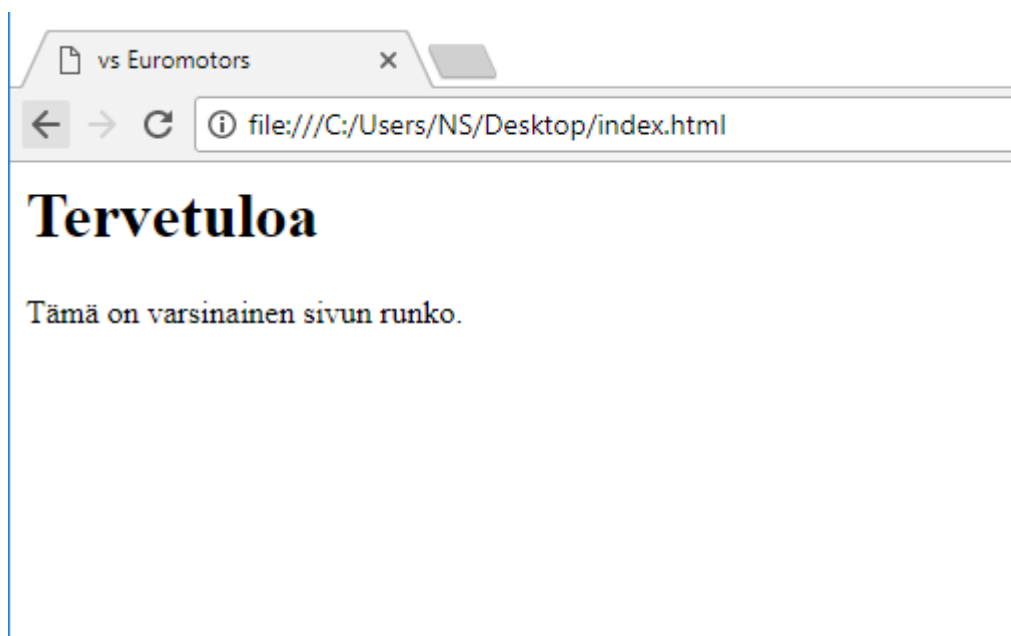 vs Euromotors
file:///C:/Users/NS/Desktop/index.html
Tervetuloa
Tämä on varsinainen sivun runko.